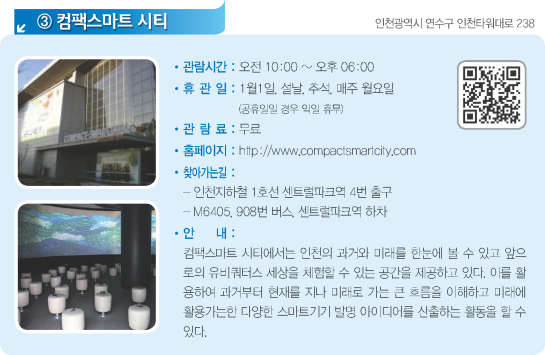 ③ 컴팩스마트 시티
인천광역시 연수구 인천타워대로 238
• 관람시간 : 오전 10:00 ~ 오후 06:00
• 휴 관 일 : 1월1일, 설날, 추석, 매주 월요일
(공휴일일 경우 익일 휴무)
• 관 람 료 : 무료
• 홈페이지 : http://www.compactsmartcity.com
• 찾아가는길 :
- 인천지하철 1호선 센트럴파크역 4번 출구
- M6405, 908번 버스, 센트럴파크역 하차
• 안 내 :
컴팩스마트 시티에서는 인천의 과거와 미래를 한눈에 볼 수 있고 앞으
로의 유비쿼터스 세상을 체험할 수 있는 공간을 제공하고 있다. 이를 활
용하여 과거부터 현재를 지나 미래로 가는 큰 흐름을 이해하고 미래에
활용가능한 다양한 스마트기기 발명 아이디어를 산출하는 활동을 할 수
있다.